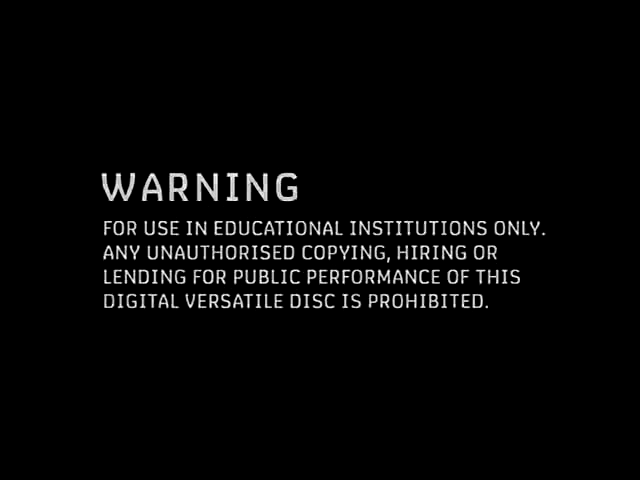 WARNING
FOR USE IN EDUCATIONAL INSTITUTIONS ONLY.
ANY UNAUTHORISED COPYING, HIRING OR
LENDING FOR PUBLIC PERFORMANCE OF THIS
DIGITAL VERSATILE DISC IS PROHIBITED.